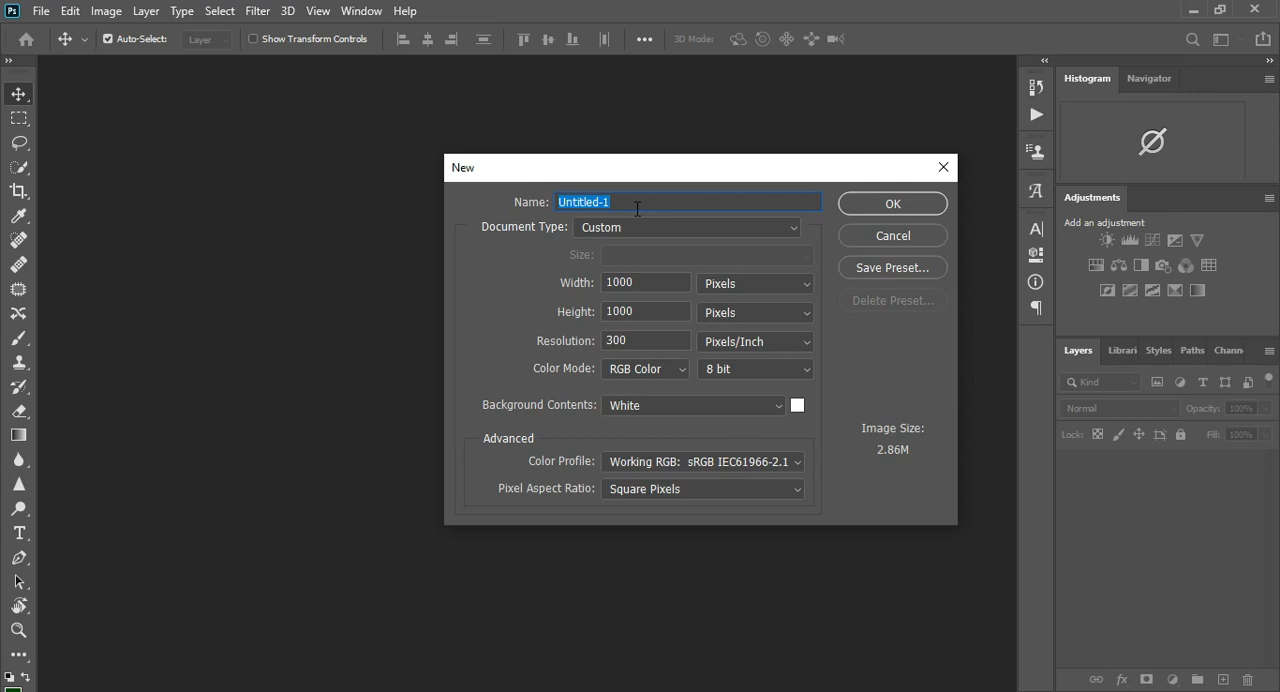 Ps File Edit Image Layer Type Select Filter 3D View Window Help
Auto-Select: Layer Show Transform Controls 3D Mode:
Histogram Navigator
New
Name: Untitled-1 OK
Document Type: Custom Cancel
Size:
Width: 1000 Pixels Save Preset...
Height: 1000 Pixels Delete Preset...
Resolution: 300 Pixels/Inch
Color Mode: RGB Color 8 bit
Background Contents: White
Image Size:
2.86M
Advanced
Color Profile: Working RGB: sRGB IEC61966-2.1
Pixel Aspect Ratio: Square Pixels
Adjustments
Add an adjustment
Layers Librari Styles Paths Chann
Kind
Normal Opacity: 100%
Lock: Fill: 100%